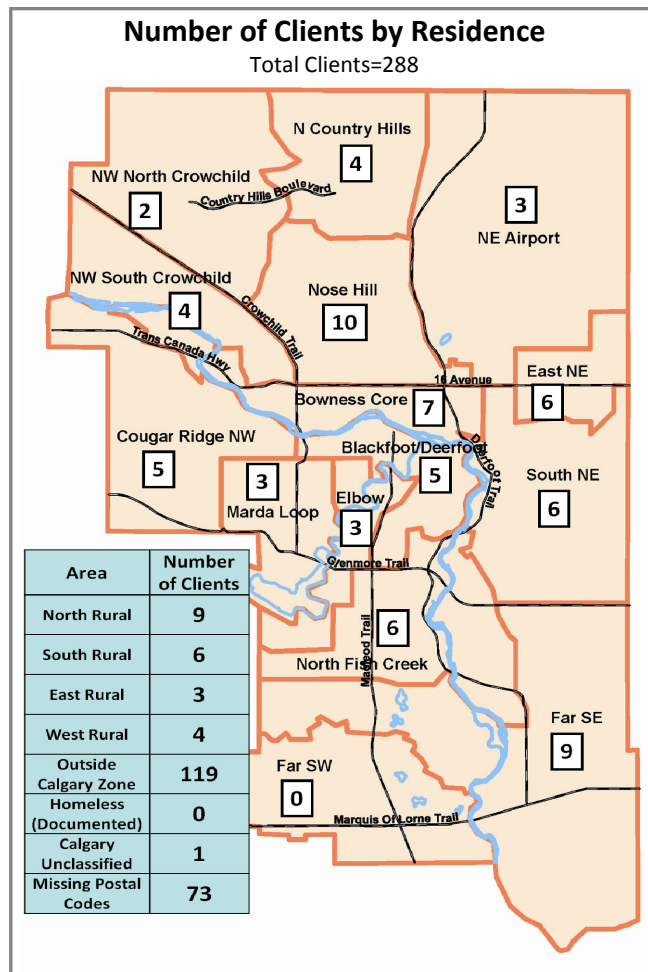 Number of Clients by Residence
Total Clients=288
N Country Hills
4
NW North Crowchild
2
Country Hills Boulevard
3
NE Airport
NW South Crowchild
4
Nose Hill
10
Crowchild Trail
Trans Canada Hwy
16 Avenue
East NE
6
Bowness Core
7
Cougar Ridge NW
5
Blackfoot/Deerfoot
5
Deerfoot Trail
South NE
6
3
Marda Loop
Elbow
3
Glenmore Trail
6
North Fish Creek
Macleod Trail
Far SE
9
Far SW
0
Marquis Of Lorne Trail
Area
Number
of Clients
North Rural
9
South Rural
6
East Rural
3
West Rural
4
Outside
Calgary Zone
119
Homeless
(Documented)
0
Calgary
Unclassified
1
Missing Postal
Codes
73